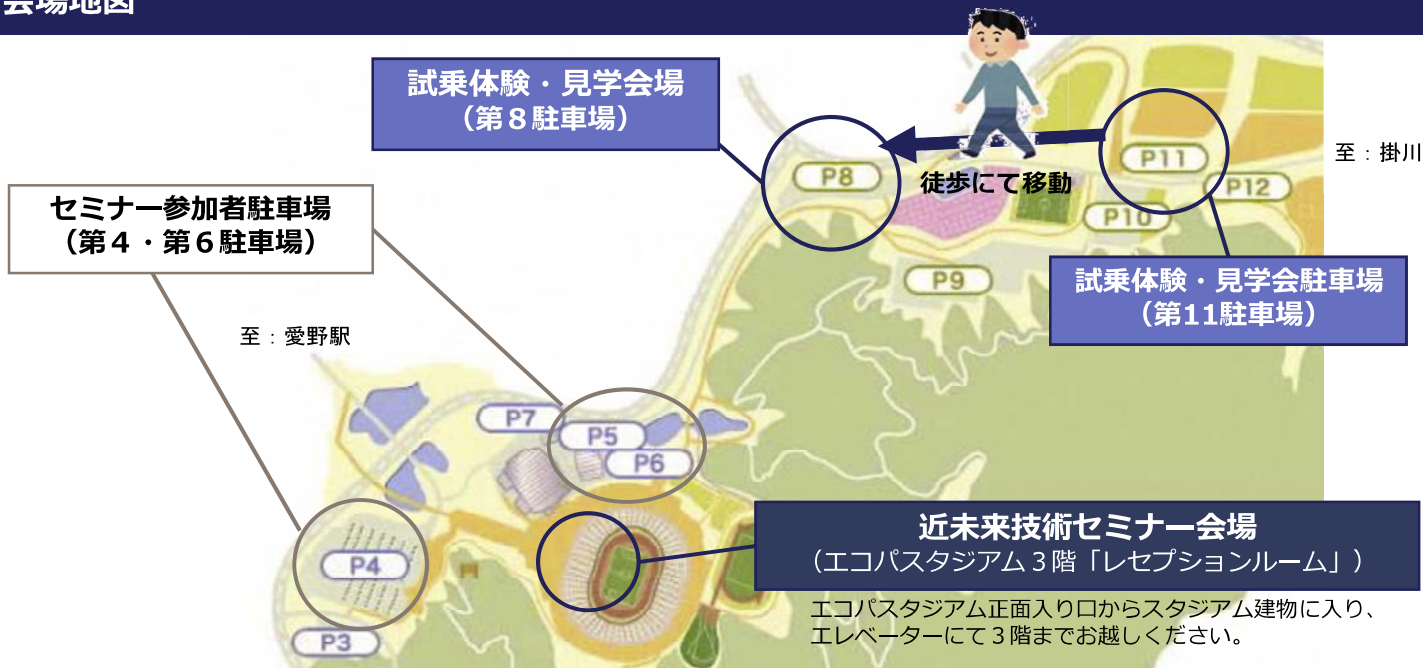 会場地図
試乗体験・見学会場
（第８駐車場）
P8
徒歩にて移動
P11
至：掛川
P12
P10
セミナー参加者駐車場
（第４・第６駐車場）
P9
試乗体験・見学会駐車場
（第11駐車場）
至：愛野駅
P7
P5
P6
近未来技術セミナー会場
（エコパスタジアム３階「レセプションルーム」）
P4
エコパスタジアム正面入り口からスタジアム建物に入り、
エレベーターにて３階までお越しください。
P3